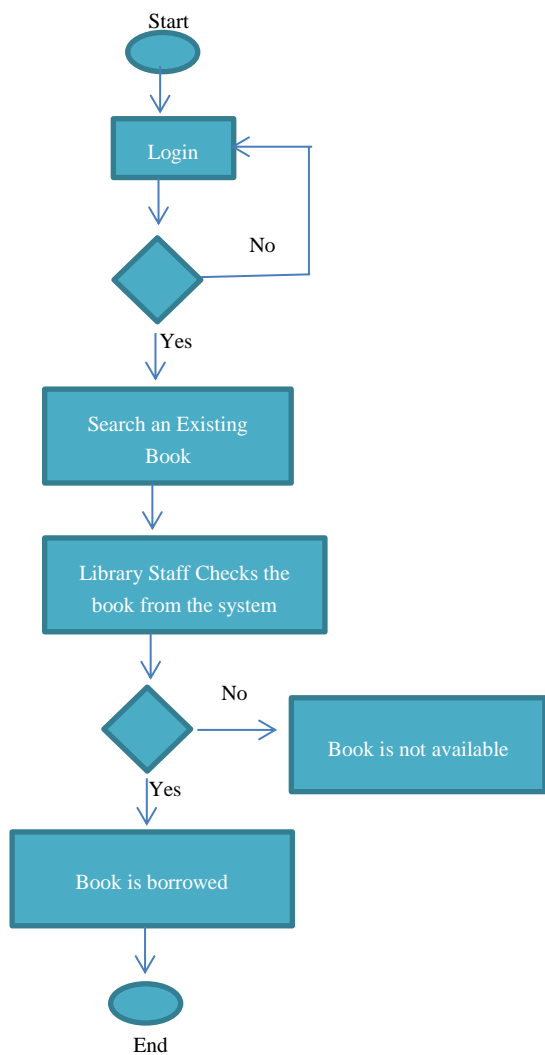 Start
Login
No
Yes
Search an Existing
Book
Library Staff Checks the
book from the system
No
Book is not available
Yes
Book is borrowed
End